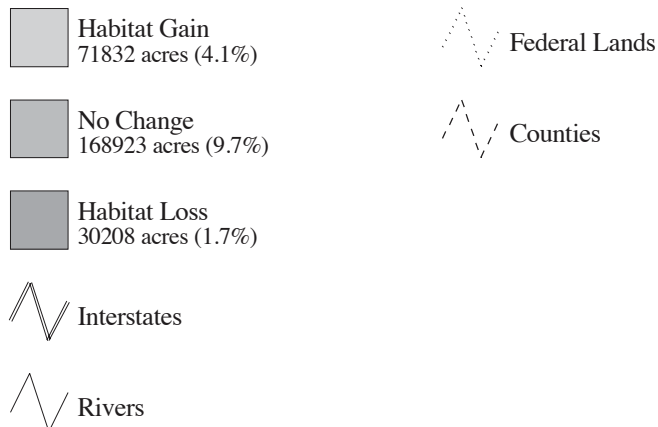 Habitat Gain
71832 acres (4.1%)
No Change
168923 acres (9.7%)
Habitat Loss
30208 acres (1.7%)
Interstates
Rivers
Federal Lands
Counties